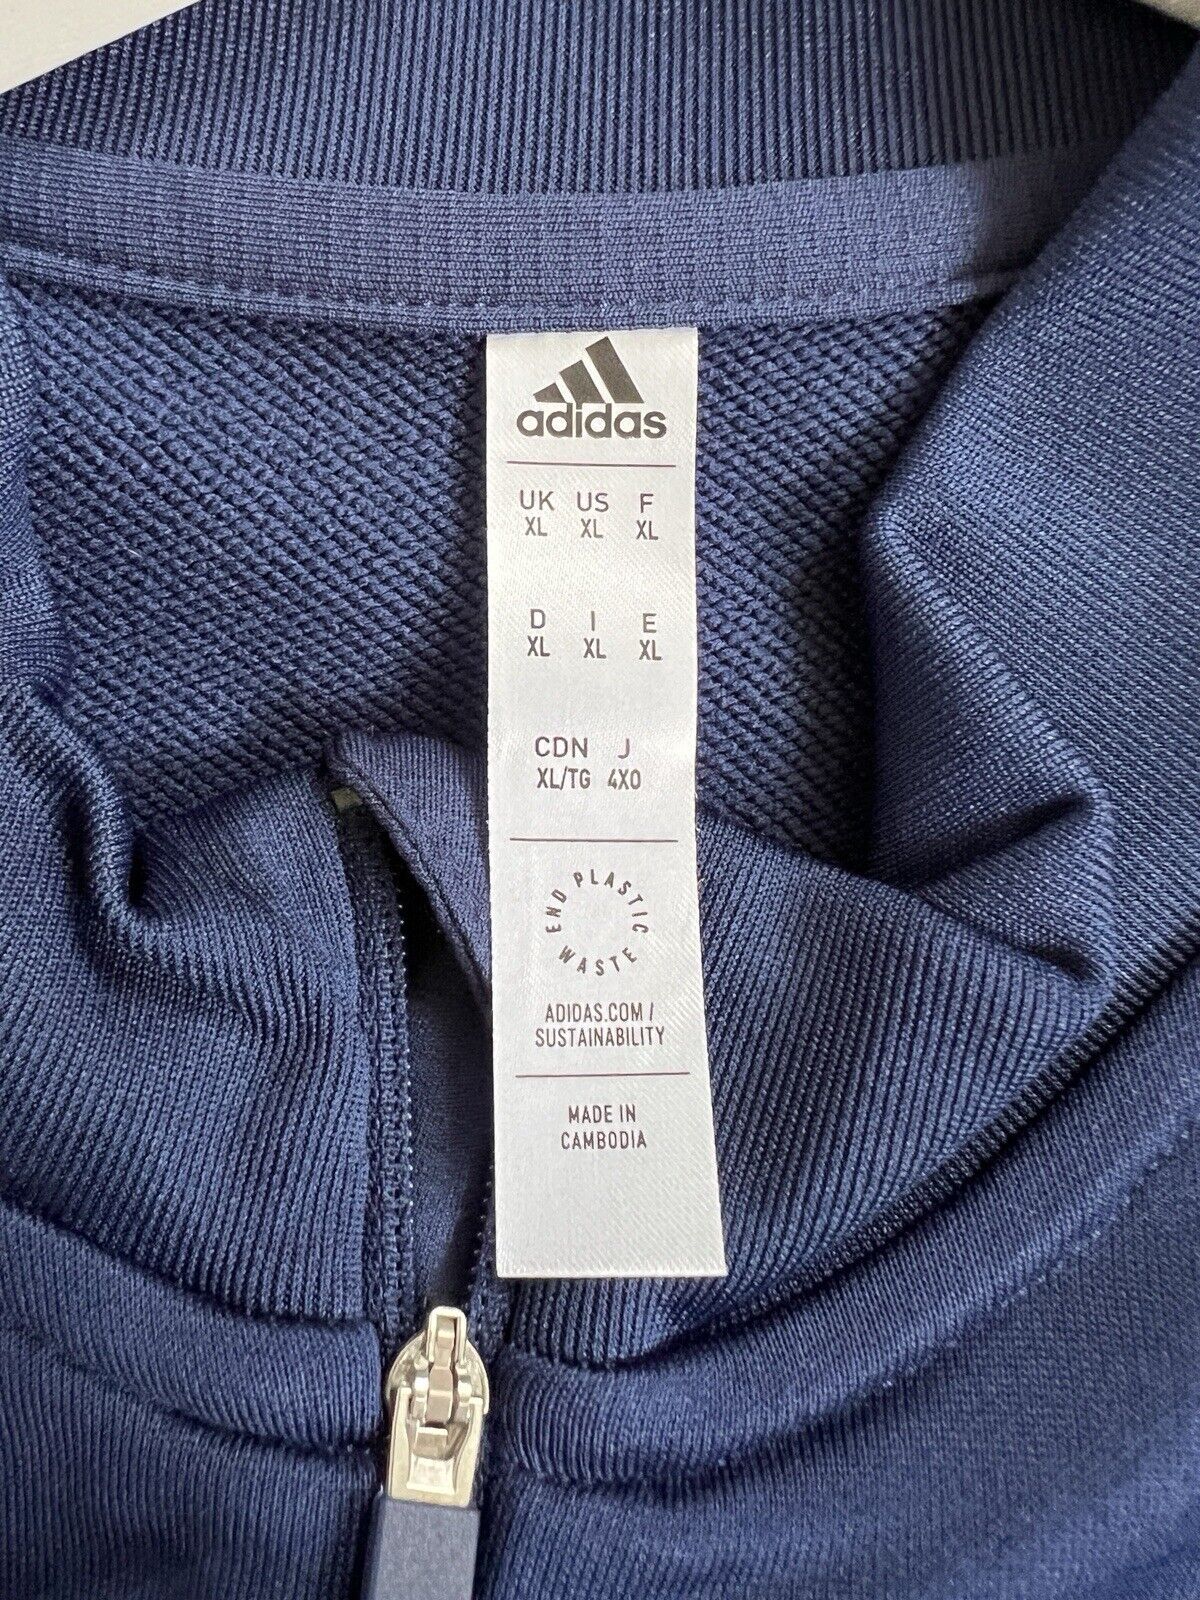 adidas
UK US F
XL XL XL
D I E
XL XL XL
CDN J
XL/TG 4XO
END PLASTIC WASTE
ADIDAS.COM/
SUSTAINABILITY
MADE IN
CAMBODIA